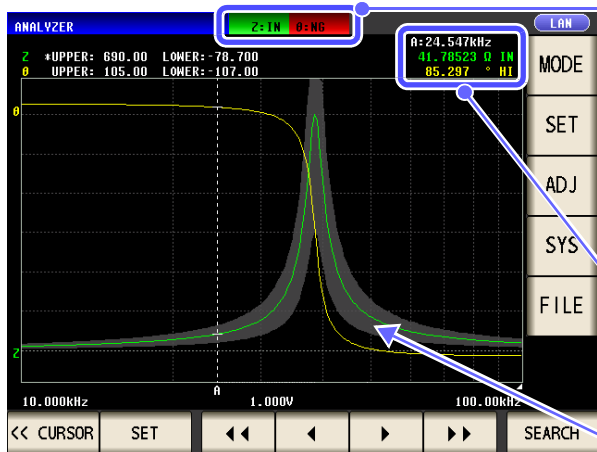 ANALYZER
Z:IN θ:NG
LAN
Z *UPPER: 690.00 LOWER:-78.700
θ UPPER: 105.00 LOWER:-107.00
A:24.547kHz
41.78523 Ω IN
85.297 ° HI
MODE
SET
ADJ
SYS
FILE
θ
Z
A
10.000kHz 1.000V 100.00kHz
<< CURSOR
SET
SEARCH